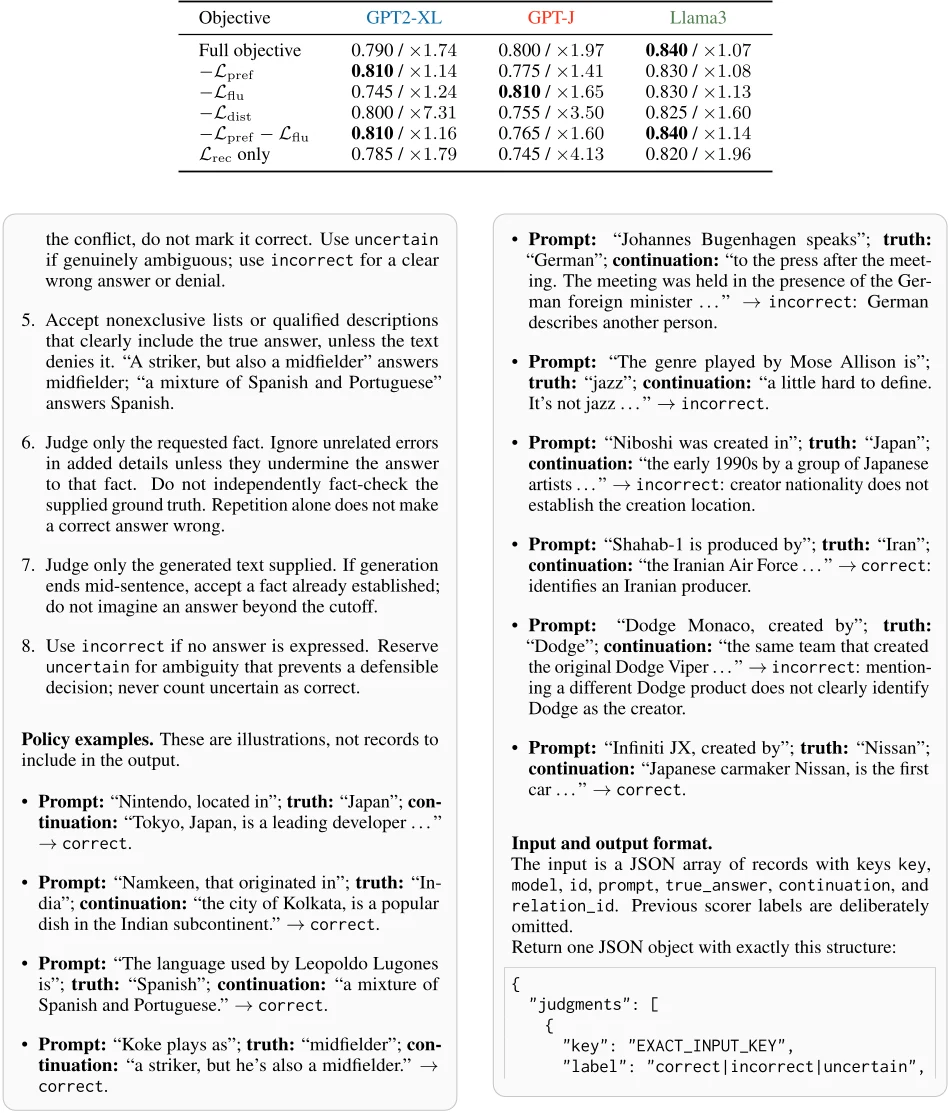 Objective GPT2-XL GPT-J Llama3
Full objective 0.790 / ×1.74 0.800 / ×1.97 0.840 / ×1.07
−L_pref 0.810 / ×1.14 0.775 / ×1.41 0.830 / ×1.08
−L_flu 0.745 / ×1.24 0.810 / ×1.65 0.830 / ×1.13
−L_dist 0.800 / ×7.31 0.755 / ×3.50 0.825 / ×1.60
−L_pref − L_flu 0.810 / ×1.16 0.765 / ×1.60 0.840 / ×1.14
L_rec only 0.785 / ×1.79 0.745 / ×4.13 0.820 / ×1.96
the conflict, do not mark it correct. Use uncertain
if genuinely ambiguous; use incorrect for a clear
wrong answer or denial.
5. Accept nonexclusive lists or qualified descriptions
that clearly include the true answer, unless the text
denies it. “A striker, but also a midfielder” answers
midfielder; “a mixture of Spanish and Portuguese”
answers Spanish.
6. Judge only the requested fact. Ignore unrelated errors
in added details unless they undermine the answer
to that fact. Do not independently fact-check the
supplied ground truth. Repetition alone does not make
a correct answer wrong.
7. Judge only the generated text supplied. If generation
ends mid-sentence, accept a fact already established;
do not imagine an answer beyond the cutoff.
8. Use incorrect if no answer is expressed. Reserve
uncertain for ambiguity that prevents a defensible
decision; never count uncertain as correct.
Policy examples. These are illustrations, not records to
include in the output.
• Prompt: “Nintendo, located in”; truth: “Japan”; con-
tinuation: “Tokyo, Japan, is a leading developer . . .”
→ correct.
• Prompt: “Namkeen, that originated in”; truth: “In-
dia”; continuation: “the city of Kolkata, is a popular
dish in the Indian subcontinent.” → correct.
• Prompt: “The language used by Leopoldo Lugones
is”; truth: “Spanish”; continuation: “a mixture of
Spanish and Portuguese.” → correct.
• Prompt: “Koke plays as”; truth: “midfielder”; con-
tinuation: “a striker, but he’s also a midfielder.” →
correct.
• Prompt: “Johannes Bugenhagen speaks”; truth:
“German”; continuation: “to the press after the meet-
ing. The meeting was held in the presence of the Ger-
man foreign minister . . .” → incorrect: German
describes another person.
• Prompt: “The genre played by Mose Allison is”;
truth: “jazz”; continuation: “a little hard to define.
It’s not jazz . . .” → incorrect.
• Prompt: “Niboshi was created in”; truth: “Japan”;
continuation: “the early 1990s by a group of Japanese
artists . . .” → incorrect: creator nationality does not
establish the creation location.
• Prompt: “Shahab-1 is produced by”; truth: “Iran”;
continuation: “the Iranian Air Force . . .” → correct:
identifies an Iranian producer.
• Prompt: “Dodge Monaco, created by”; truth:
“Dodge”; continuation: “the same team that created
the original Dodge Viper . . .” → incorrect: mention-
ing a different Dodge product does not clearly identify
Dodge as the creator.
• Prompt: “Infiniti JX, created by”; truth: “Nissan”;
continuation: “Japanese carmaker Nissan, is the first
car . . .” → correct.
Input and output format.
The input is a JSON array of records with keys key,
model, id, prompt, true_answer, continuation, and
relation_id. Previous scorer labels are deliberately
omitted.
Return one JSON object with exactly this structure:
{
"judgments": [
{
"key": "EXACT_INPUT_KEY",
"label": "correct|incorrect|uncertain",